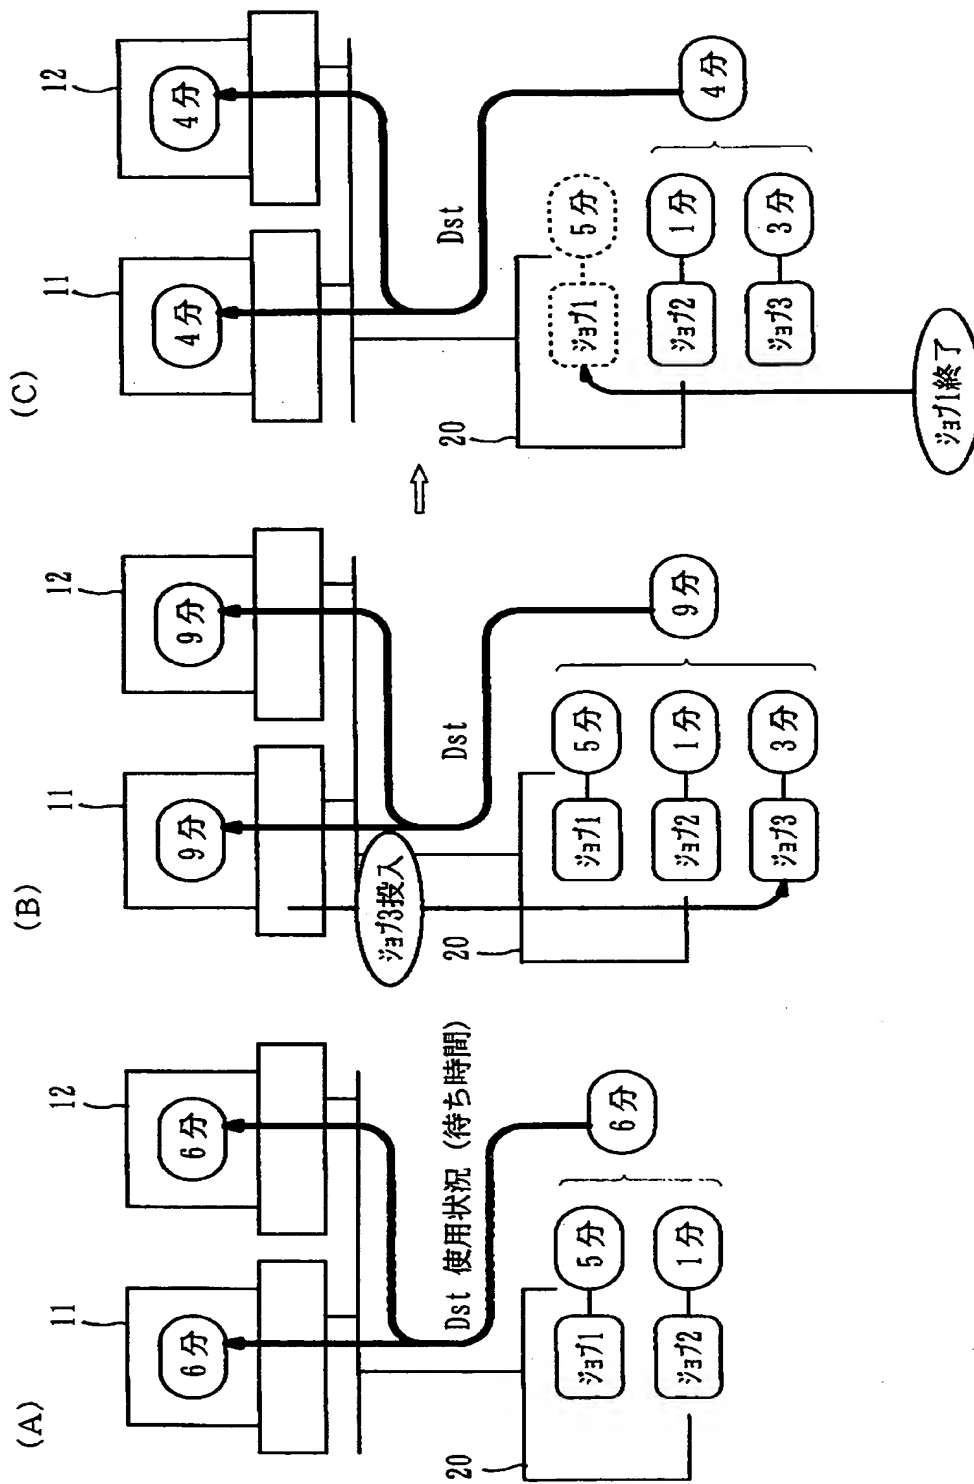 (A)
11
12
6分
6分
Dst 使用状況 (待ち時間)
6分
20
ジョブ1
5分
ジョブ2
1分
(B)
11
12
9分
9分
ジョブ3投入
Dst
9分
20
ジョブ1
5分
ジョブ2
1分
ジョブ3
3分
(C)
11
12
4分
4分
Dst
4分
20
ジョブ1
5分
ジョブ2
1分
ジョブ3
3分
ジョブ1終了